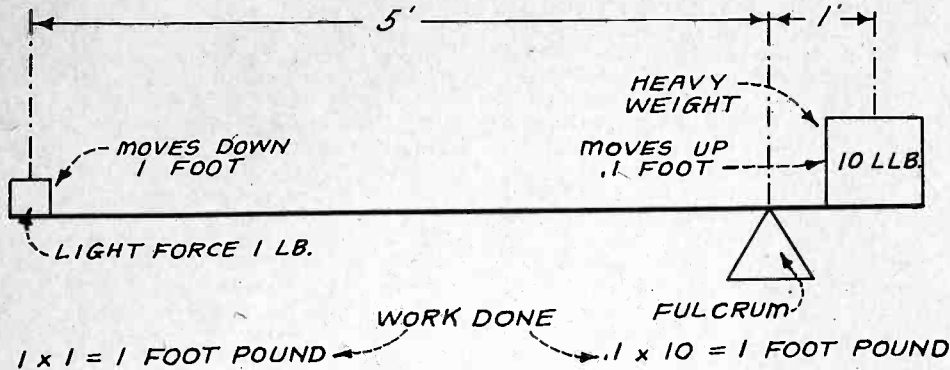 5'
1'
HEAVY
WEIGHT
MOVES DOWN
1 FOOT
MOVES UP
.1 FOOT
10 LLB.
LIGHT FORCE 1 LB.
FULCRUM
WORK DONE
1 x 1 = 1 FOOT POUND
.1 x 10 = 1 FOOT POUND